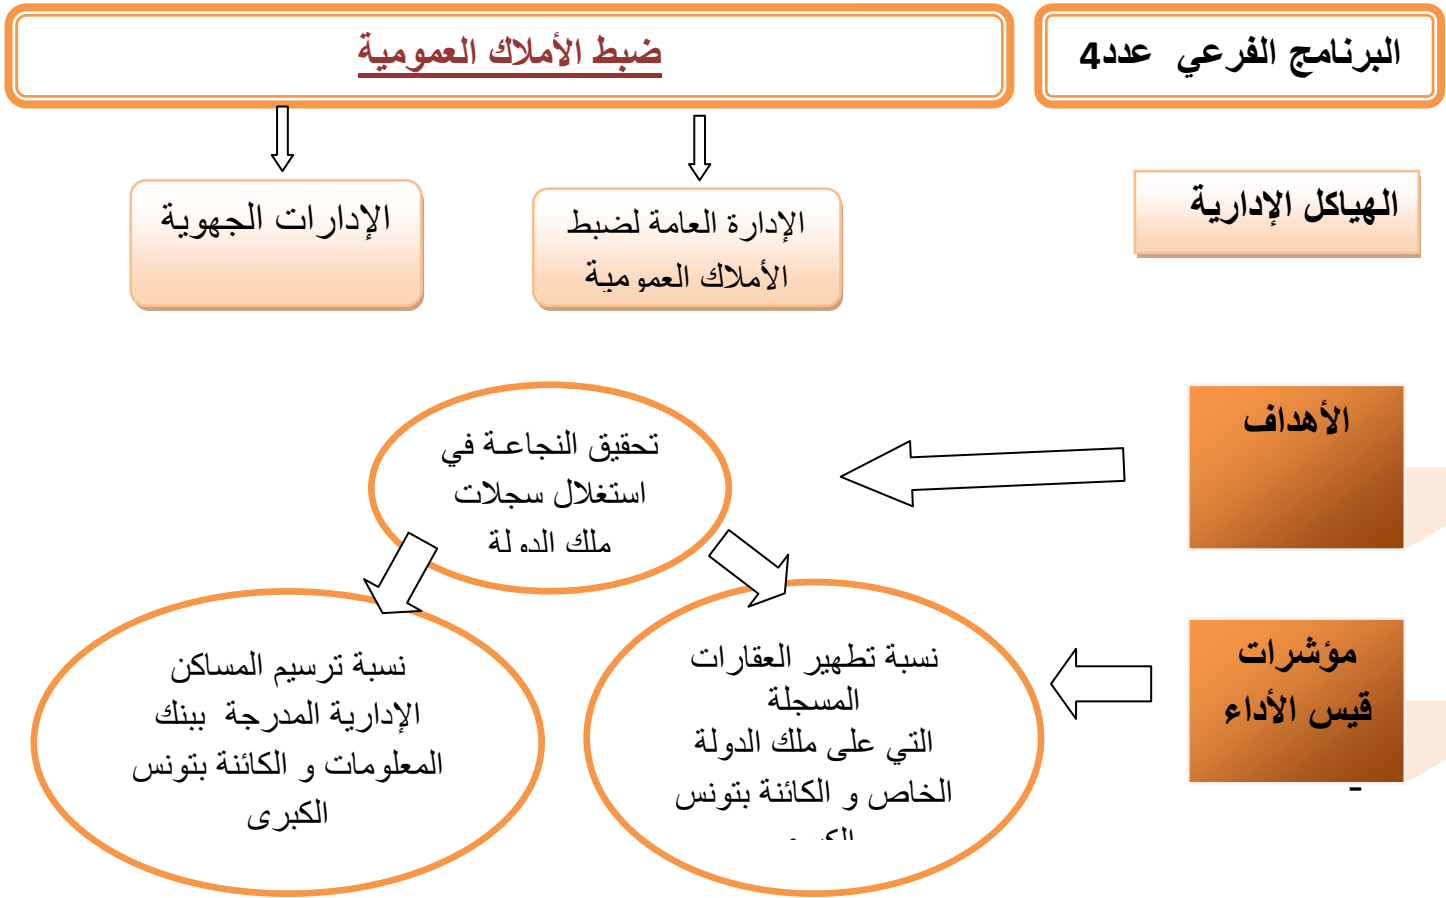 البرنامج الفرعي عدد4
ضبط الأملاك العمومية
الهياكل الإدارية
الإدارة العامة لضبط
الأملاك العمومية
الإدارات الجهوية
الأهداف
تحقيق النجاعة في
استغلال سجلات
ملك الدولة
مؤشرات
قيس الأداء
نسبة تطهير العقارات
المسجلة
التي على ملك الدولة
الخاص و الكائنة بتونس
نسبة ترسيم المساكن
الإدارية المدرجة ببنك
المعلومات و الكائنة بتونس
الكبرى